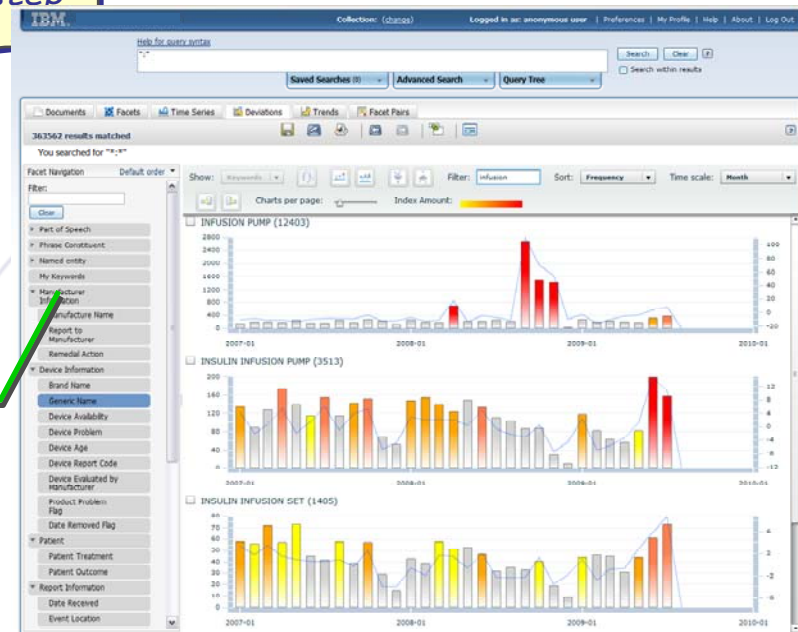 IBM. Collection: (change) Logged in as: anonymous user | Preferences | My Profile | Help | About | Log Out
Help for query syntax
"*:*"
Search Clear ?
Search within results
Saved Searches (0) Advanced Search Query Tree
Documents Facets Time Series Deviations Trends Facet Pairs
363562 results matched
You searched for "*:*"
Facet Navigation Default order
Filter:
Clear
Part of Speech
Phrase Constituent
Named entity
My Keywords
Manufacturer
Information
Manufacture Name
Report to
Manufacturer
Remedial Action
Device Information
Brand Name
Generic Name
Device Availability
Device Problem
Device Age
Device Report Code
Device Evaluated by
Manufacturer
Product Problem
Flag
Date Removed Flag
Patient
Patient Treatment
Patient Outcome
Report Information
Date Received
Event Location
Show: Keywords Filter: infusion Sort: Frequency Time scale: Month
Charts per page: Index Amount:
INFUSION PUMP (12403)
2800
2400
2000
1600
1200
800
400
0
100
80
60
40
20
0
-20
2007-01 2008-01 2009-01 2010-01
INSULIN INFUSION PUMP (3513)
200
160
120
80
40
0
12
8
4
0
-4
-8
-12
2007-01 2008-01 2009-01 2010-01
INSULIN INFUSION SET (1405)
80
70
60
50
40
30
20
10
0
2007-01 2008-01 2009-01 2010-01